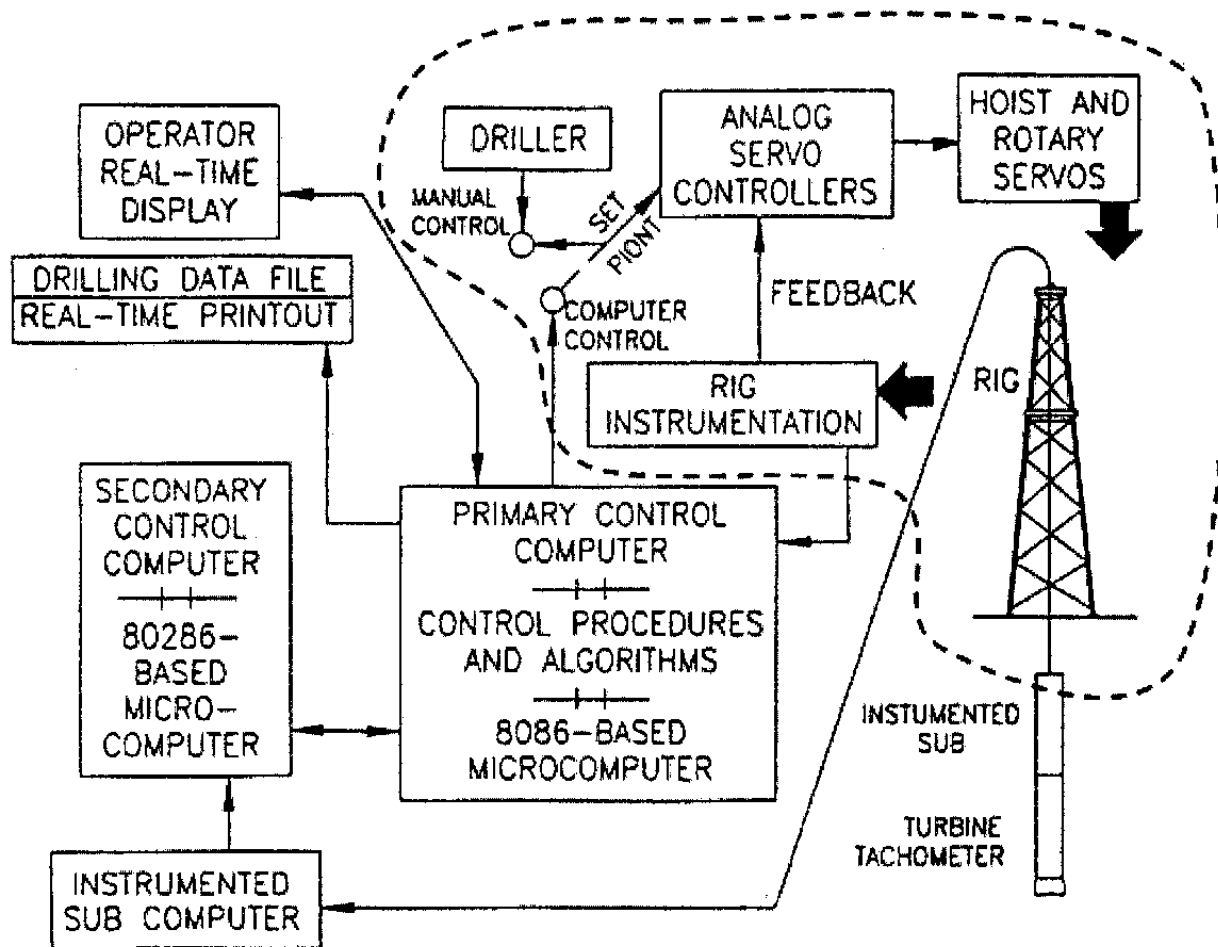 OPERATOR
REAL-TIME
DISPLAY
DRILLING DATA FILE
REAL-TIME PRINTOUT
DRILLER
MANUAL
CONTROL
SET
PIONT
COMPUTER
CONTROL
ANALOG
SERVO
CONTROLLERS
HOIST AND
ROTARY
SERVOS
FEEDBACK
RIG
INSTRUMENTATION
RIG
SECONDARY
CONTROL
COMPUTER
80286-
BASED
MICRO-
COMPUTER
PRIMARY CONTROL
COMPUTER
CONTROL PROCEDURES
AND ALGORITHMS
8086-BASED
MICROCOMPUTER
INSTUMENTED
SUB
TURBINE
TACHOMETER
INSTRUMENTED
SUB COMPUTER